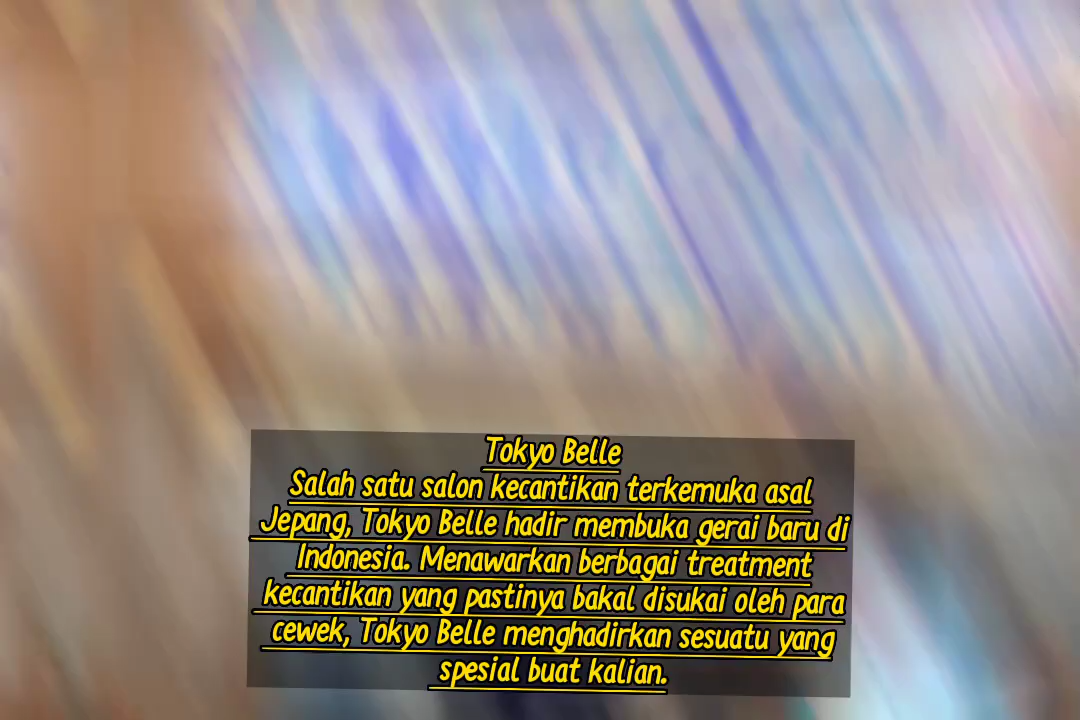 Tokyo Belle
Salah satu salon kecantikan terkemuka asal
Jepang, Tokyo Belle hadir membuka gerai baru di
Indonesia. Menawarkan berbagai treatment
kecantikan yang pastinya bakal disukai oleh para
cewek, Tokyo Belle menghadirkan sesuatu yang
spesial buat kalian.